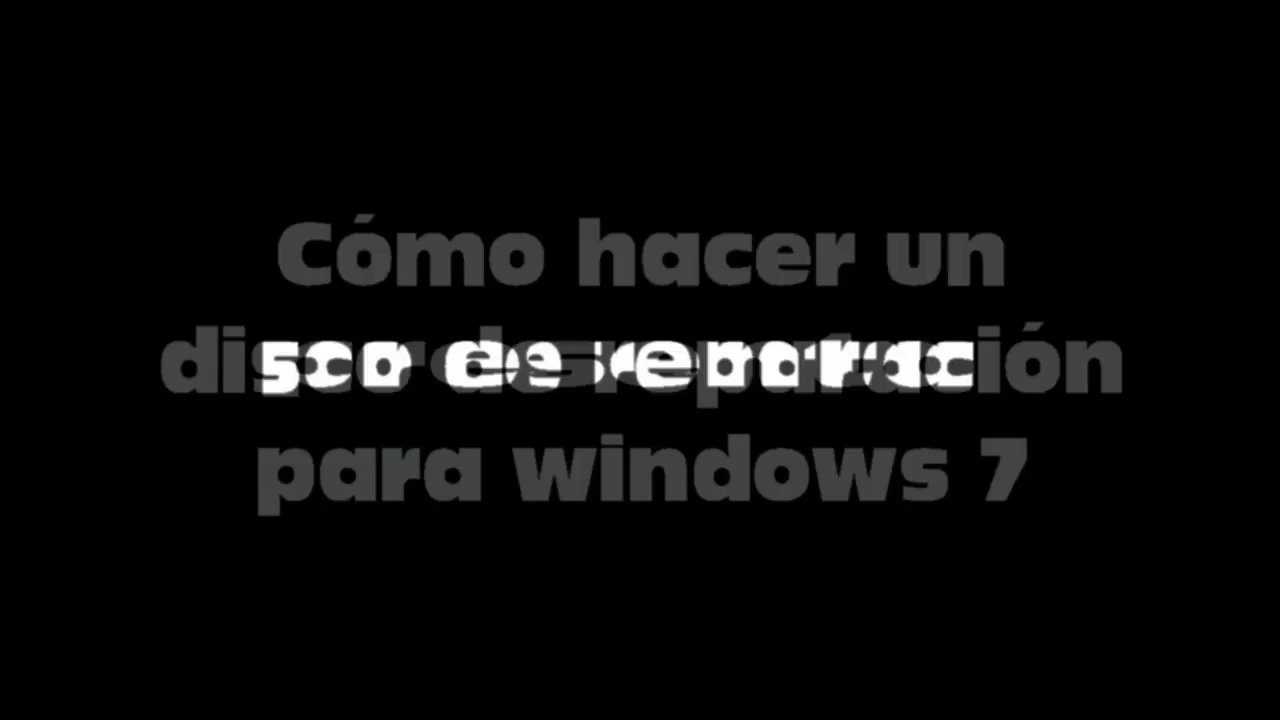 Cómo hacer un
disco de reparación
para windows 7